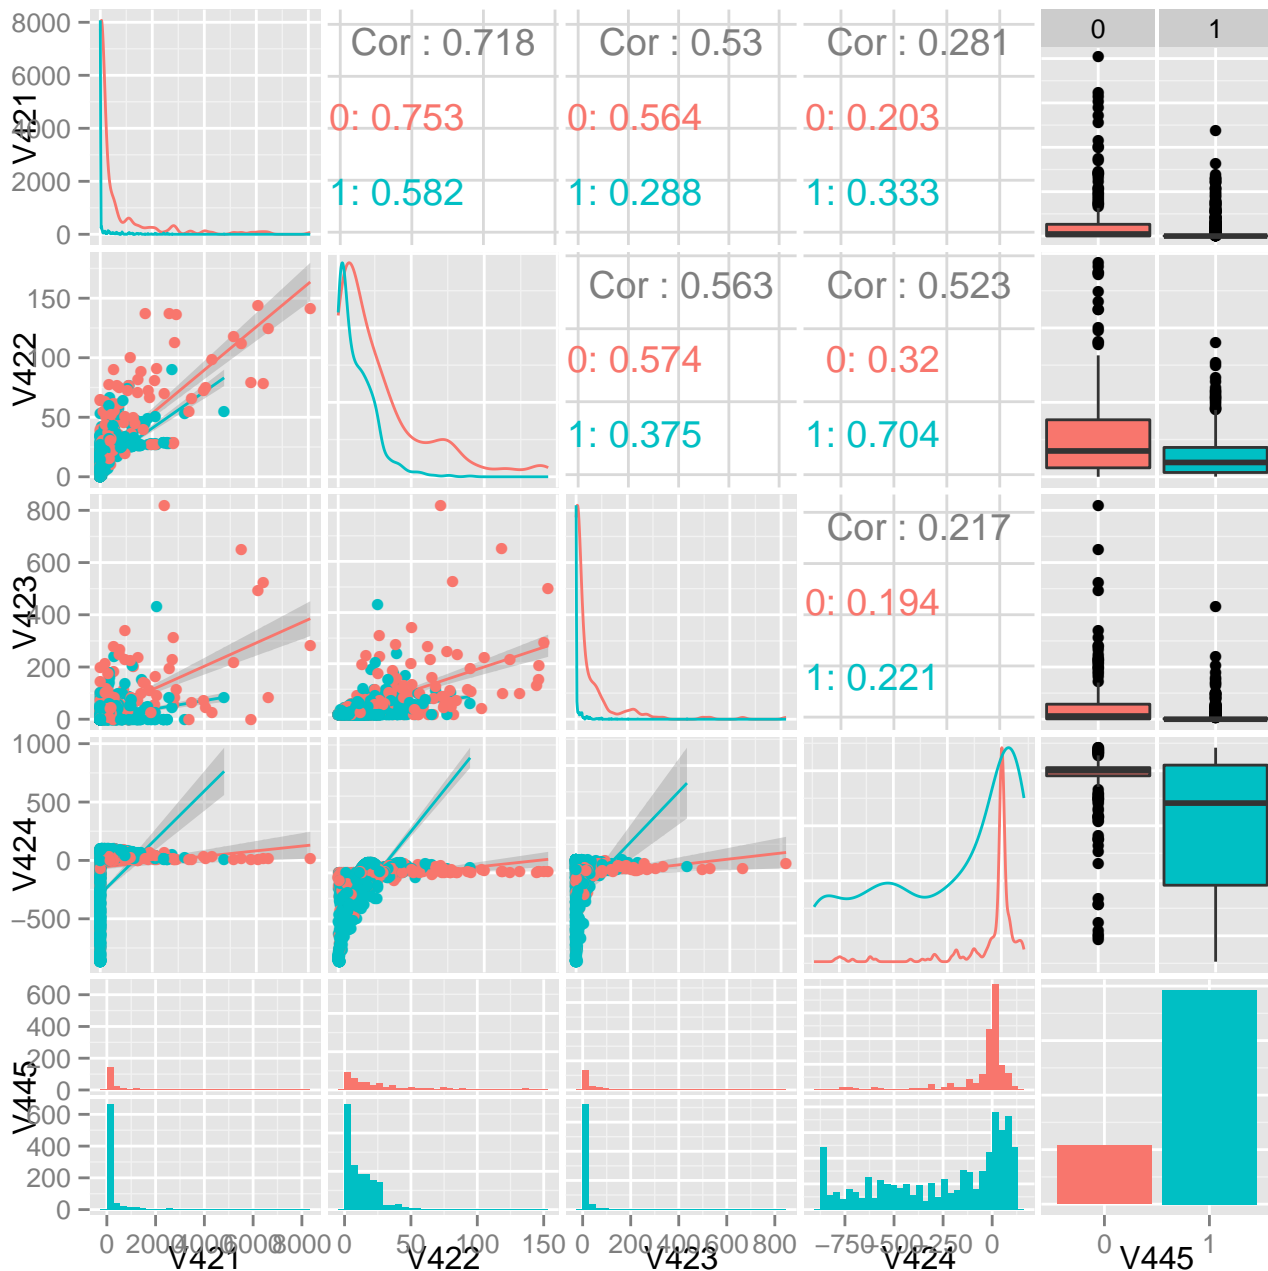 8000
6000
4000
2000
0
V421
Cor : 0.718
0: 0.753
1: 0.582
Cor : 0.53
0: 0.564
1: 0.288
Cor : 0.281
0: 0.203
1: 0.333
0 1
150
100
50
0
V422
Cor : 0.563
0: 0.574
1: 0.375
Cor : 0.523
0: 0.32
1: 0.704
800
600
400
200
0
V423
Cor : 0.217
0: 0.194
1: 0.221
1000
500
0
−500
V424
600
400
200
0
600
400
200
0
V445
0 2000 4000 6000 8000
V421
0 50 100 150
V422
0 200 400 600 800
V423
−750 −500 −250 0
V424
0 1
V445